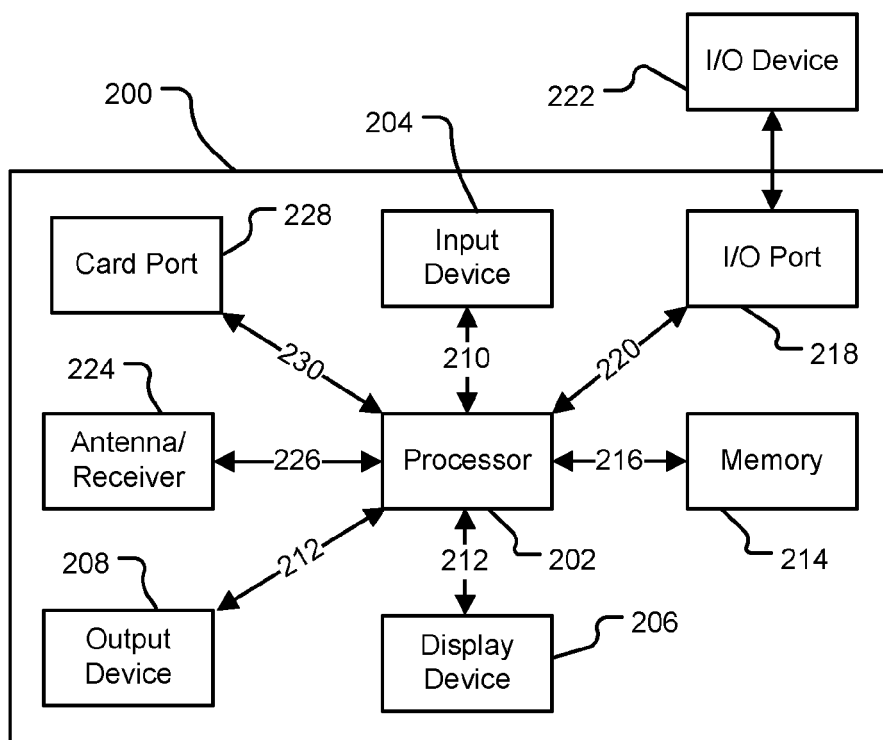 I/O Device
222
200
204
228
Card Port
Input
Device
I/O Port
218
230
210
220
224
Antenna/
Receiver
226
Processor
216
Memory
214
202
212
212
208
Output
Device
206
Display
Device